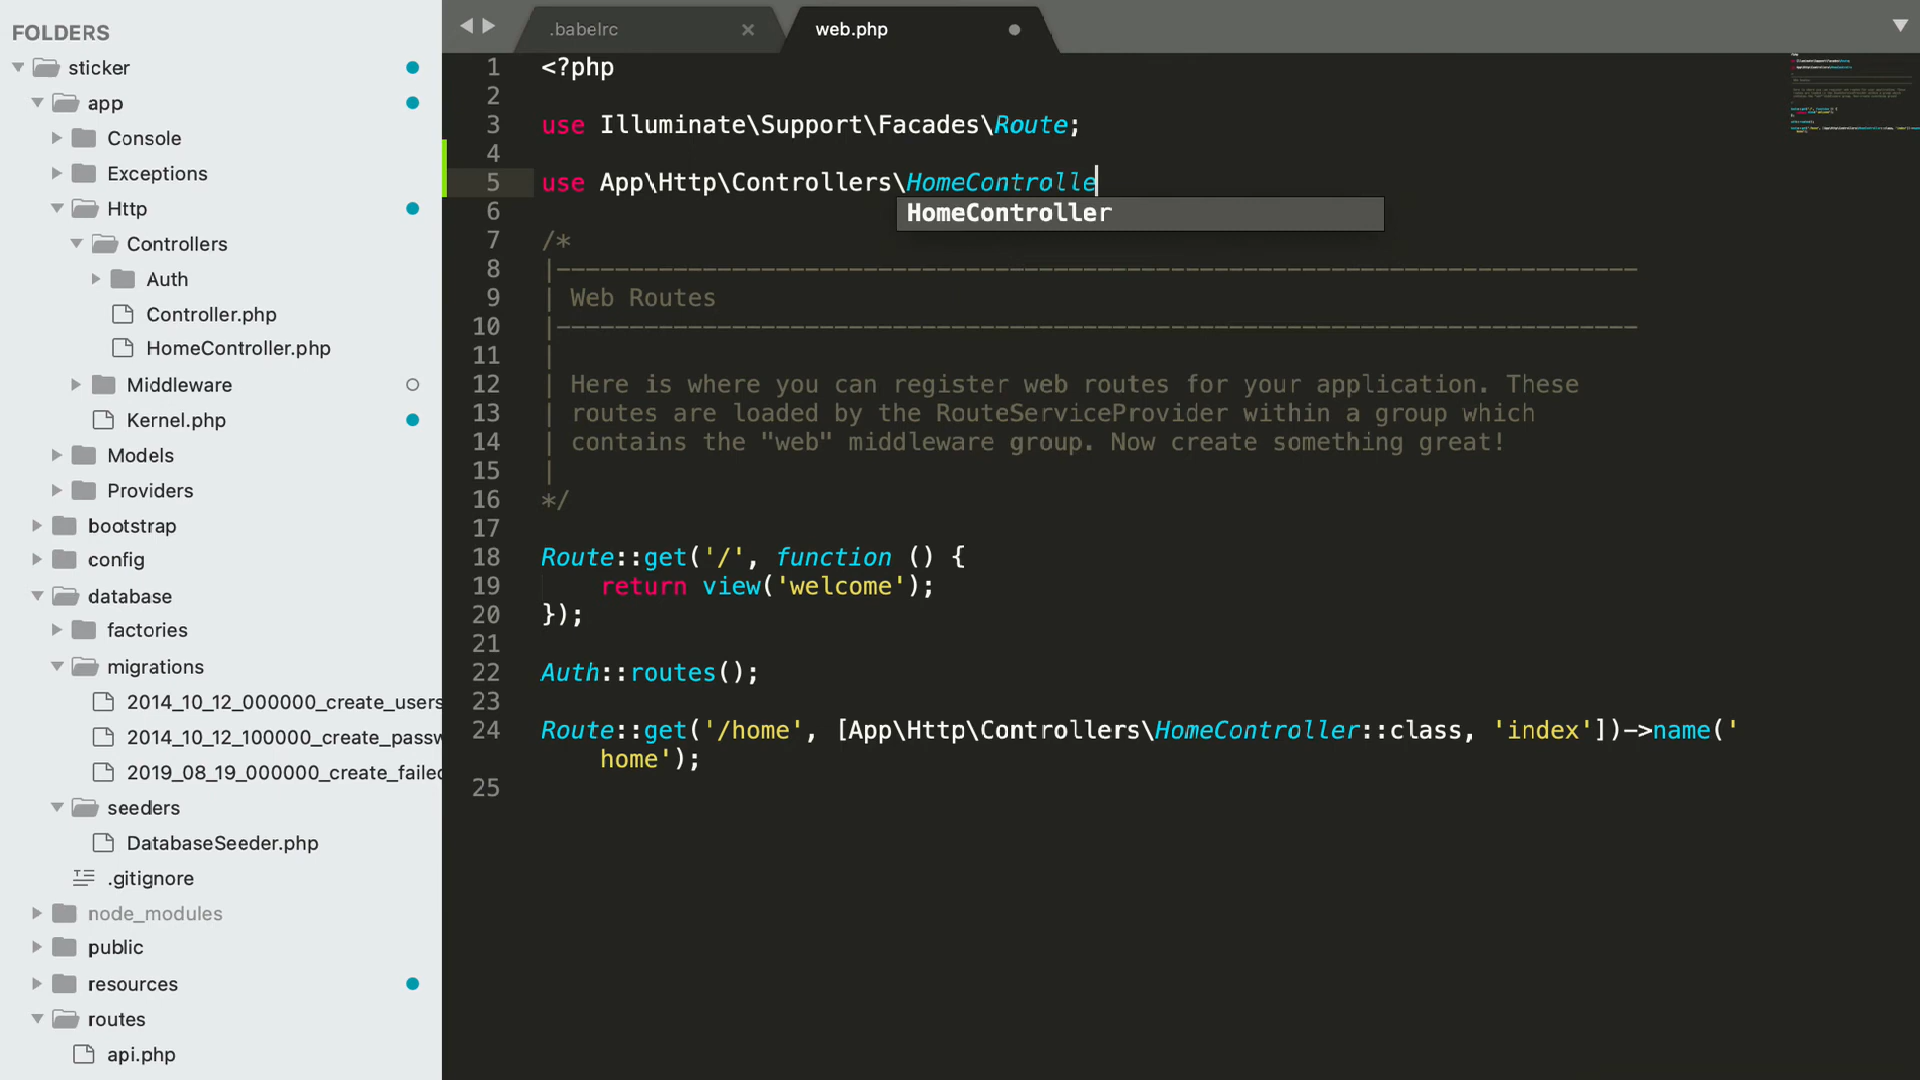 FOLDERS
sticker
app
Console
Exceptions
Http
Controllers
Auth
Controller.php
HomeController.php
Middleware
Kernel.php
Models
Providers
bootstrap
config
database
factories
migrations
2014_10_12_000000_create_users
2014_10_12_100000_create_passw
2019_08_19_000000_create_failed
seeders
DatabaseSeeder.php
.gitignore
node_modules
public
resources
routes
api.php
.babelrc
web.php
1 <?php
2
3 use Illuminate\Support\Facades\Route;
4
5 use App\Http\Controllers\HomeControlle
HomeController
6
7 /*
8 |--------------------------------------------------------------------------
9 | Web Routes
10 |--------------------------------------------------------------------------
11 |
12 | Here is where you can register web routes for your application. These
13 | routes are loaded by the RouteServiceProvider within a group which
14 | contains the "web" middleware group. Now create something great!
15 |
16 */
17
18 Route::get('/', function () {
19 return view('welcome');
20 });
21
22 Auth::routes();
23
24 Route::get('/home', [App\Http\Controllers\HomeController::class, 'index'])->name('
home');
25